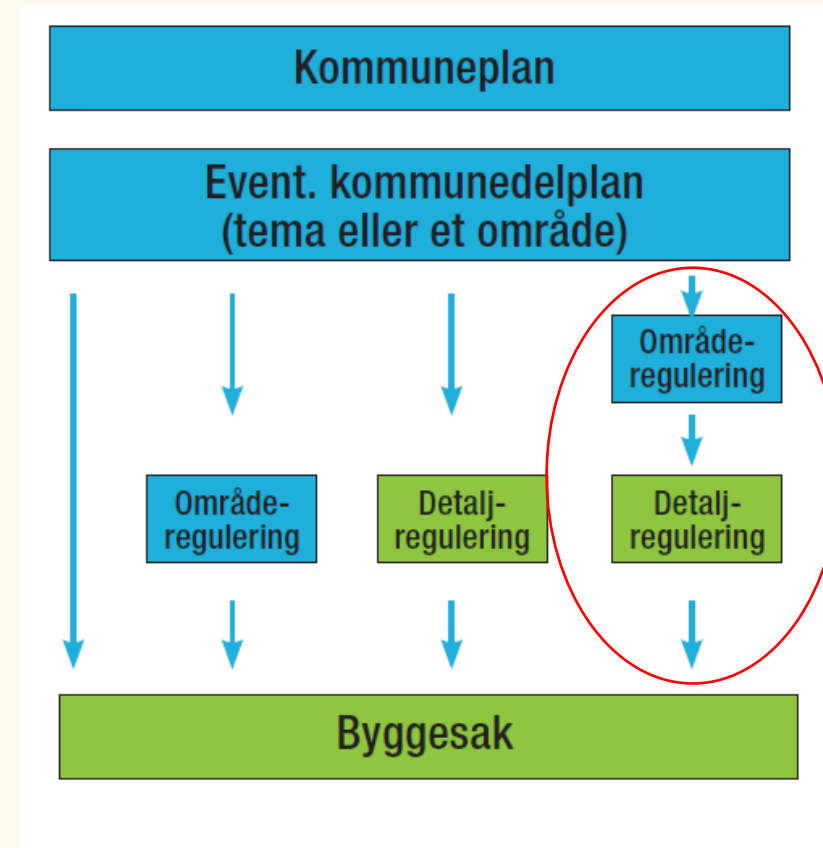 Kommuneplan
Event. kommunedelplan
(tema eller et område)
Område-
regulering
Område-
regulering
Detalj-
regulering
Detalj-
regulering
Byggesak